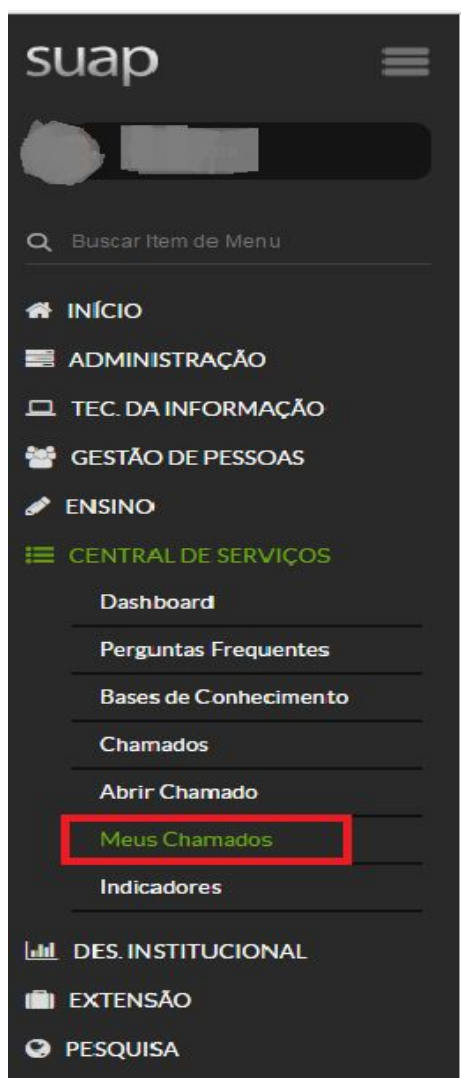 suap
Buscar Item de Menu
INÍCIO
ADMINISTRAÇÃO
TEC. DA INFORMAÇÃO
GESTÃO DE PESSOAS
ENSINO
CENTRAL DE SERVIÇOS
Dashboard
Perguntas Frequentes
Bases de Conhecimento
Chamados
Abrir Chamado
Meus Chamados
Indicadores
DES. INSTITUCIONAL
EXTENSÃO
PESQUISA